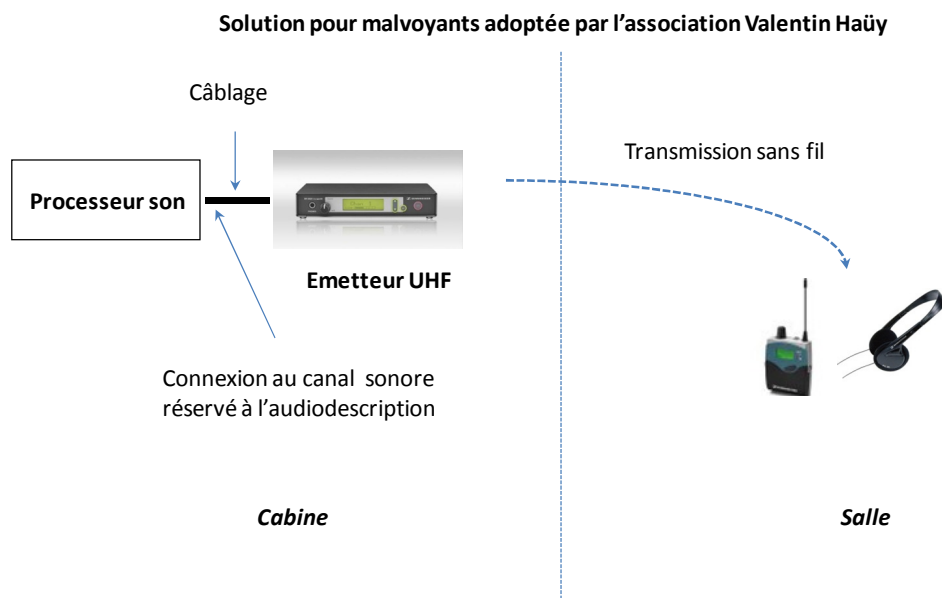 Solution pour malvoyants adoptée par l’association Valentin Haüy
Câblage
Transmission sans fil
Processeur son
Emetteur UHF
Connexion au canal sonore
réservé à l’audiodescription
Cabine
Salle